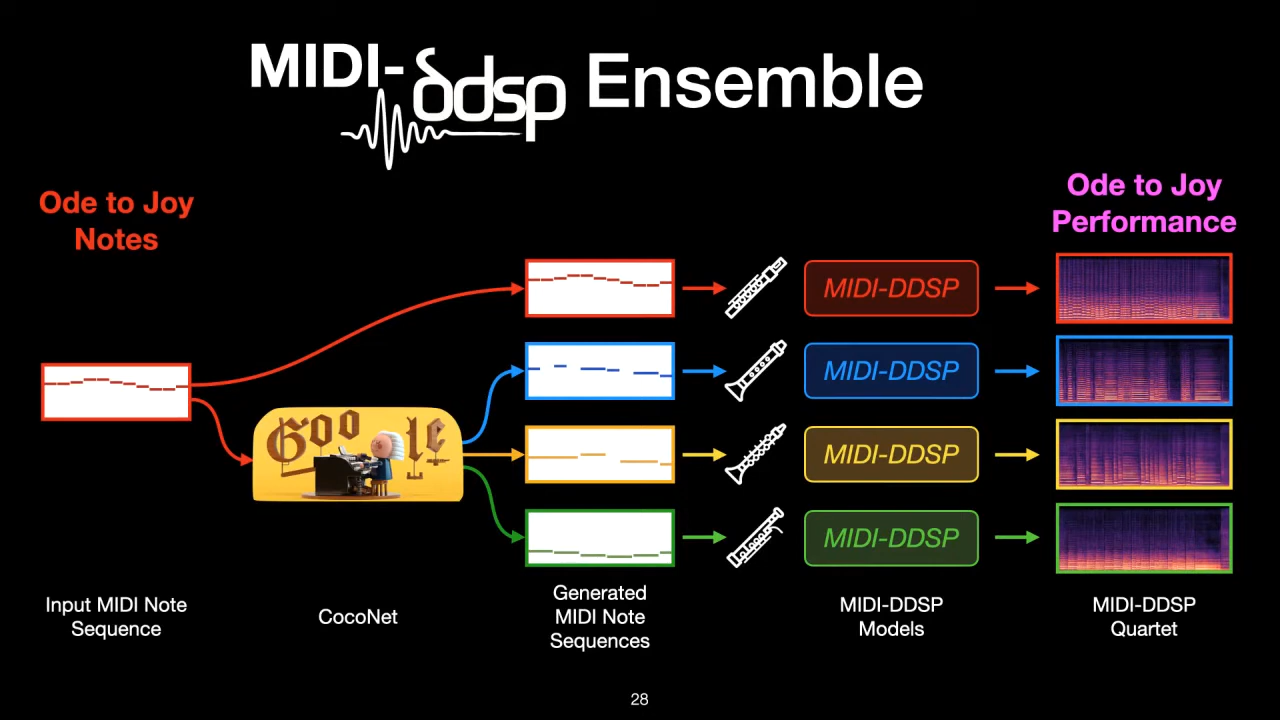 MIDI-ddsp Ensemble
Ode to Joy
Notes
Ode to Joy
Performance
MIDI-DDSP
MIDI-DDSP
MIDI-DDSP
MIDI-DDSP
Google
Input MIDI Note
Sequence
CocoNet
Generated
MIDI Note
Sequences
MIDI-DDSP
Models
MIDI-DDSP
Quartet
28